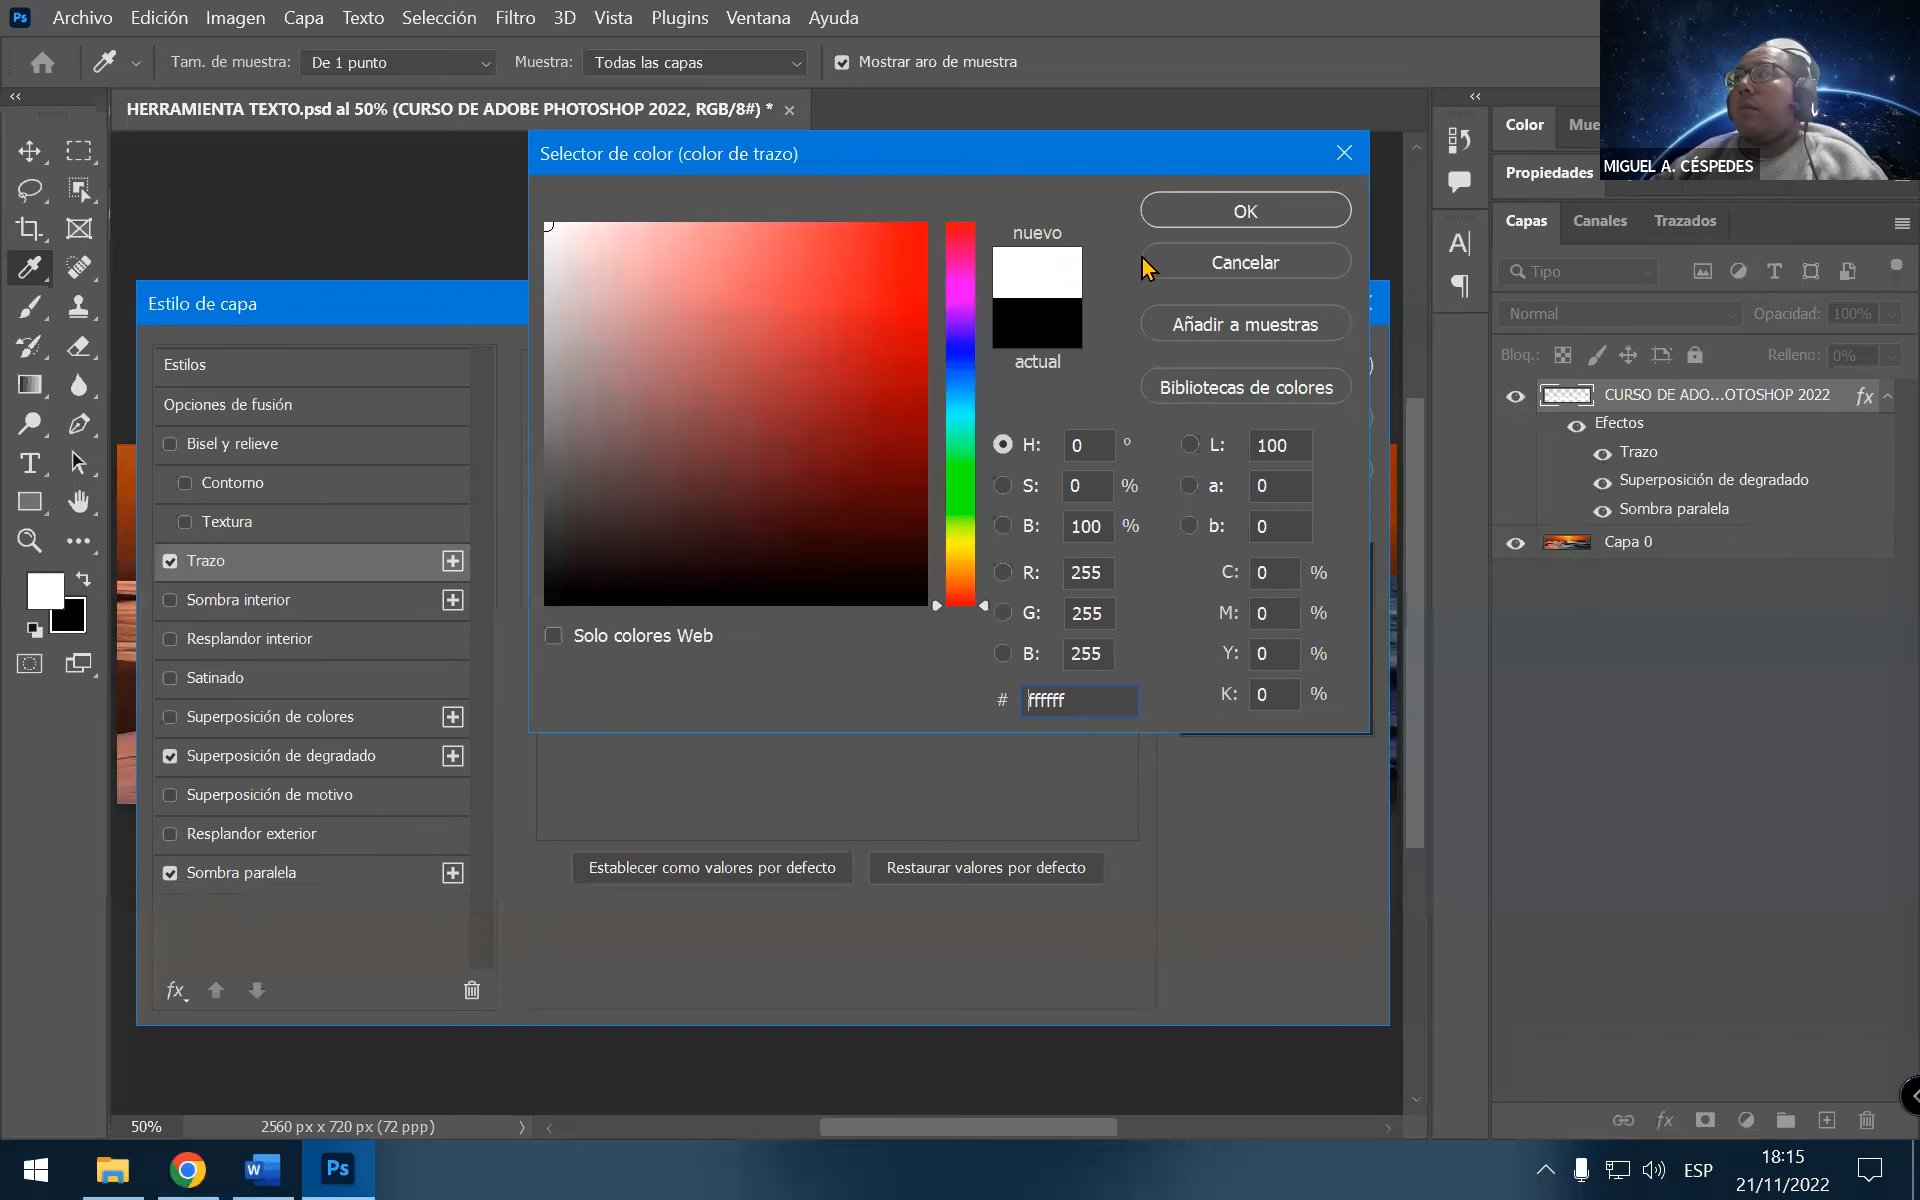 Ps Archivo Edición Imagen Capa Texto Selección Filtro 3D Vista Plugins Ventana Ayuda
Tam. de muestra: De 1 punto Muestra: Todas las capas Mostrar aro de muestra
HERRAMIENTA TEXTO.psd al 50% (CURSO DE ADOBE PHOTOSHOP 2022, RGB/8#) *
MIGUEL A. CÉSPEDES
Selector de color (color de trazo)
OK
Cancelar
Añadir a muestras
Bibliotecas de colores
nuevo
actual
H: 0 º L: 100
S: 0 % a: 0
B: 100 % b: 0
R: 255 C: 0 %
G: 255 M: 0 %
B: 255 Y: 0 %
# ffffff K: 0 %
Solo colores Web
Estilo de capa
Estilos
Opciones de fusión
Bisel y relieve
Contorno
Textura
Trazo
Sombra interior
Resplandor interior
Satinado
Superposición de colores
Superposición de degradado
Superposición de motivo
Resplandor exterior
Sombra paralela
fx
Establecer como valores por defecto Restaurar valores por defecto
Color Mue
Propiedades
Capas Canales Trazados
Tipo
Normal Opacidad: 100%
Bloq.: Relleno: 0%
CURSO DE ADO...OTOSHOP 2022 fx
Efectos
Trazo
Superposición de degradado
Sombra paralela
Capa 0
fx
50% 2560 px x 720 px (72 ppp)
W Ps
ESP
18:15
21/11/2022